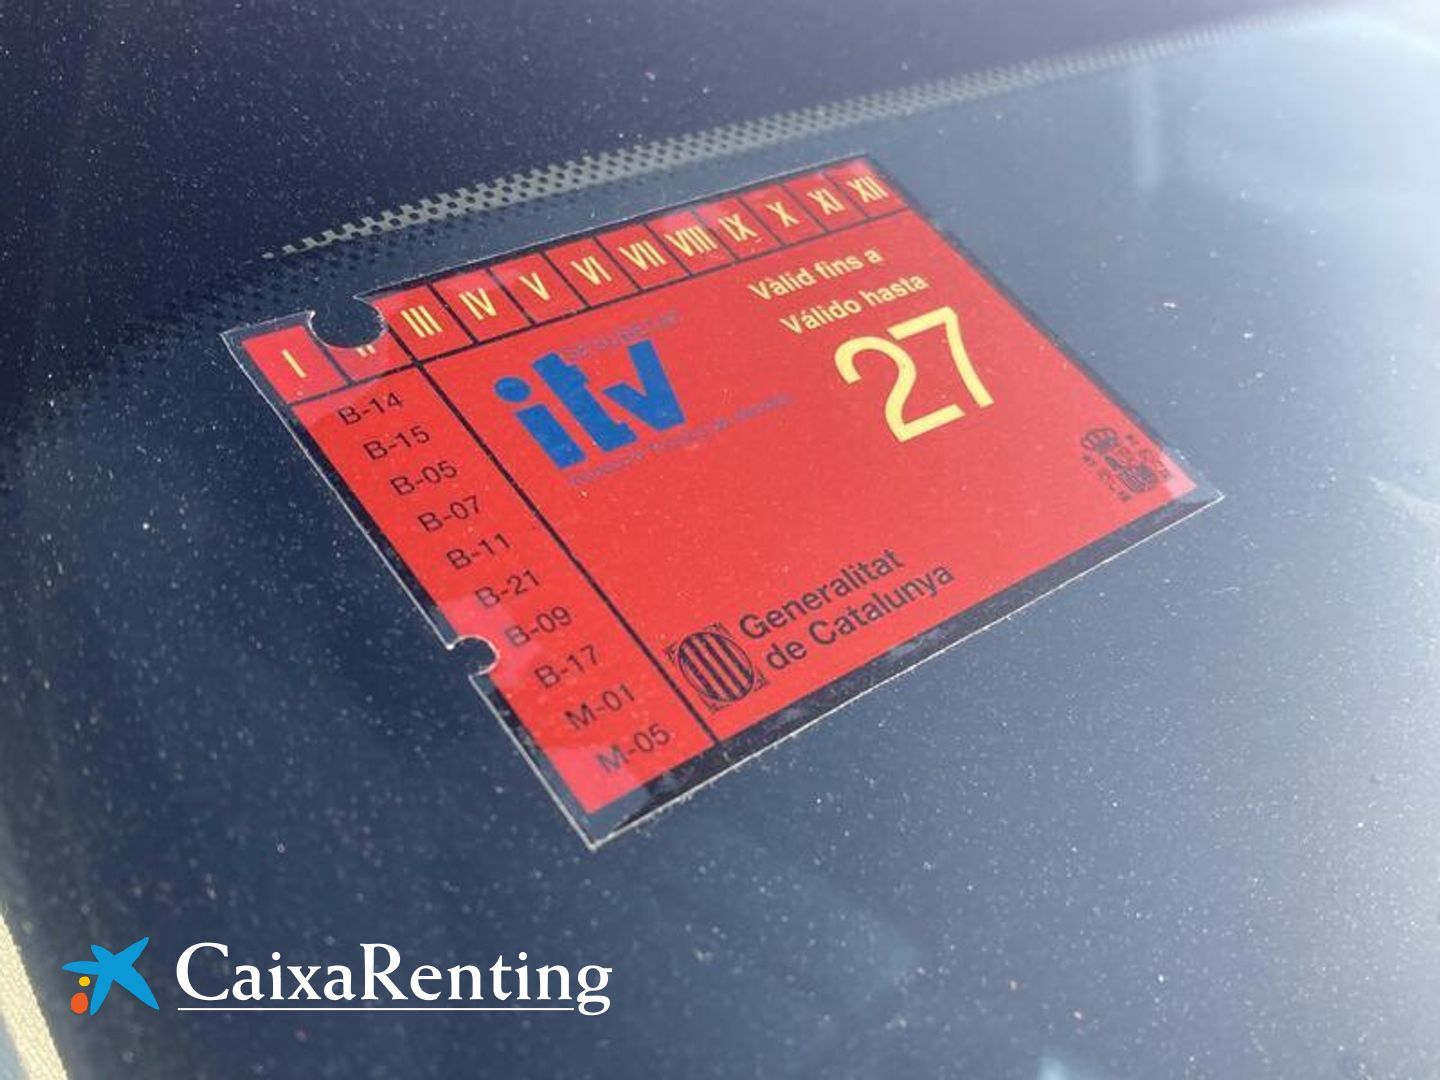 I II III IV V VI VII VIII IX X XI XII
Vàlid fins a
Válido hasta
27
itv
B-14
B-15
B-05
B-07
B-11
B-21
B-09
B-17
M-01
M-05
Generalitat
de Catalunya
CaixaRenting